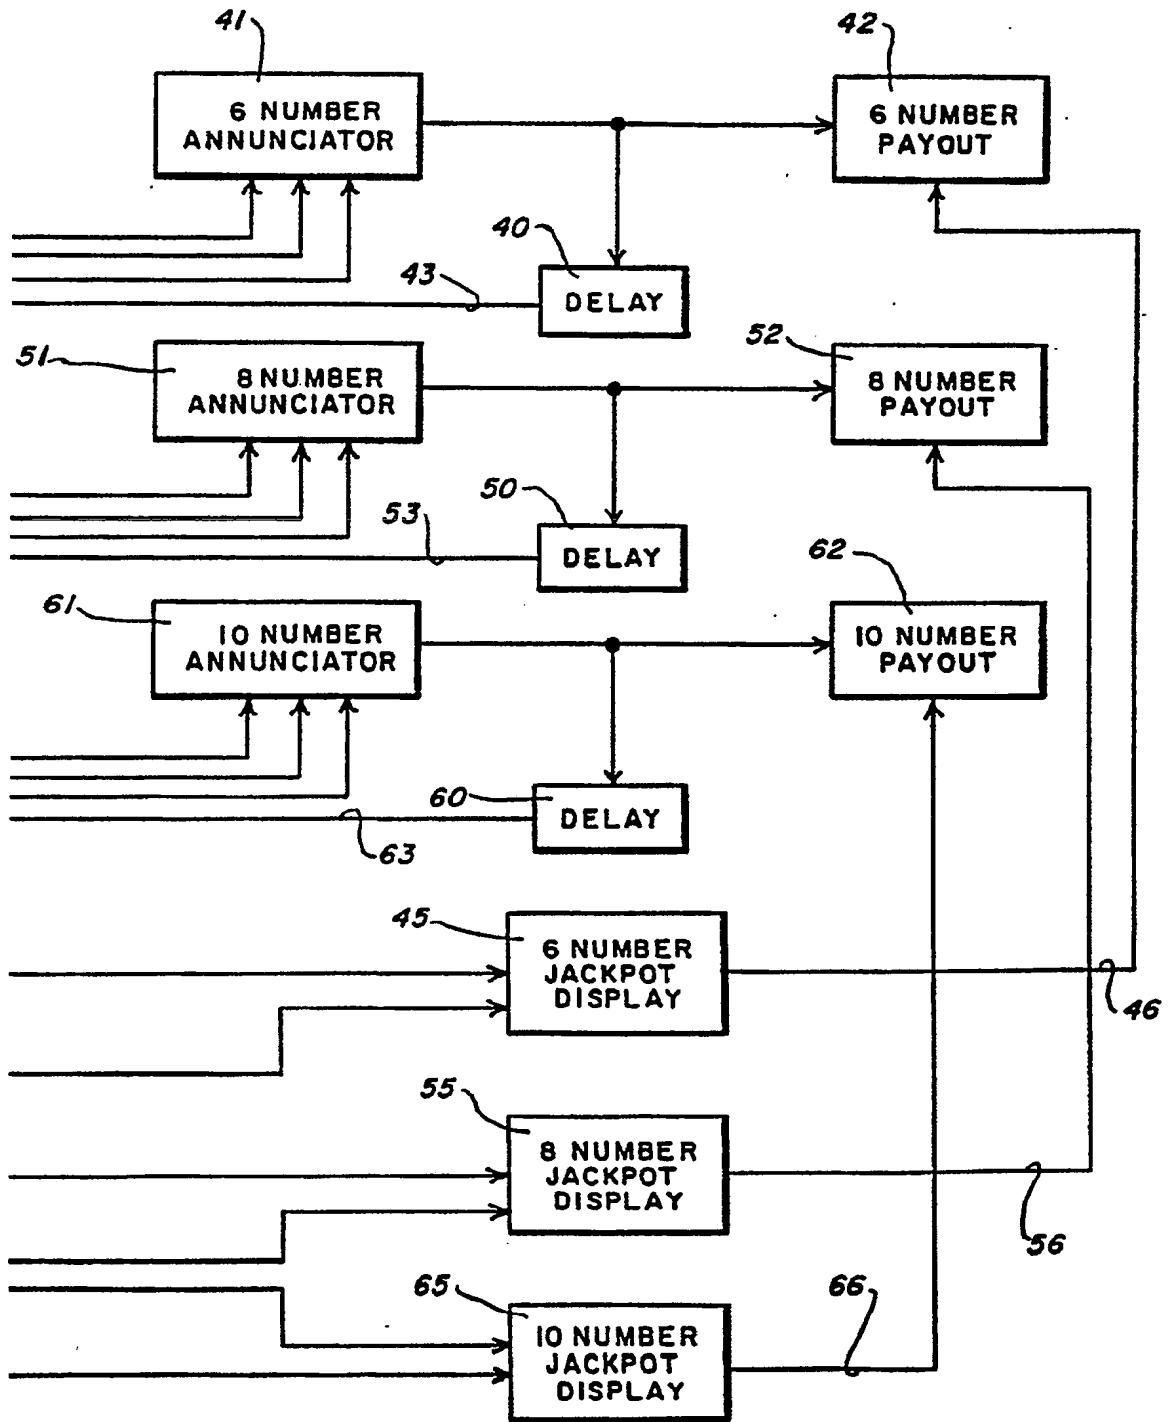 41
42
6 NUMBER
ANNUNCIATOR
6 NUMBER
PAYOUT
40
43
DELAY
51
52
8 NUMBER
ANNUNCIATOR
8 NUMBER
PAYOUT
50
53
DELAY
62
61
10 NUMBER
ANNUNCIATOR
10 NUMBER
PAYOUT
60
DELAY
63
45
6 NUMBER
JACKPOT
DISPLAY
46
55
8 NUMBER
JACKPOT
DISPLAY
56
65
66
10 NUMBER
JACKPOT
DISPLAY